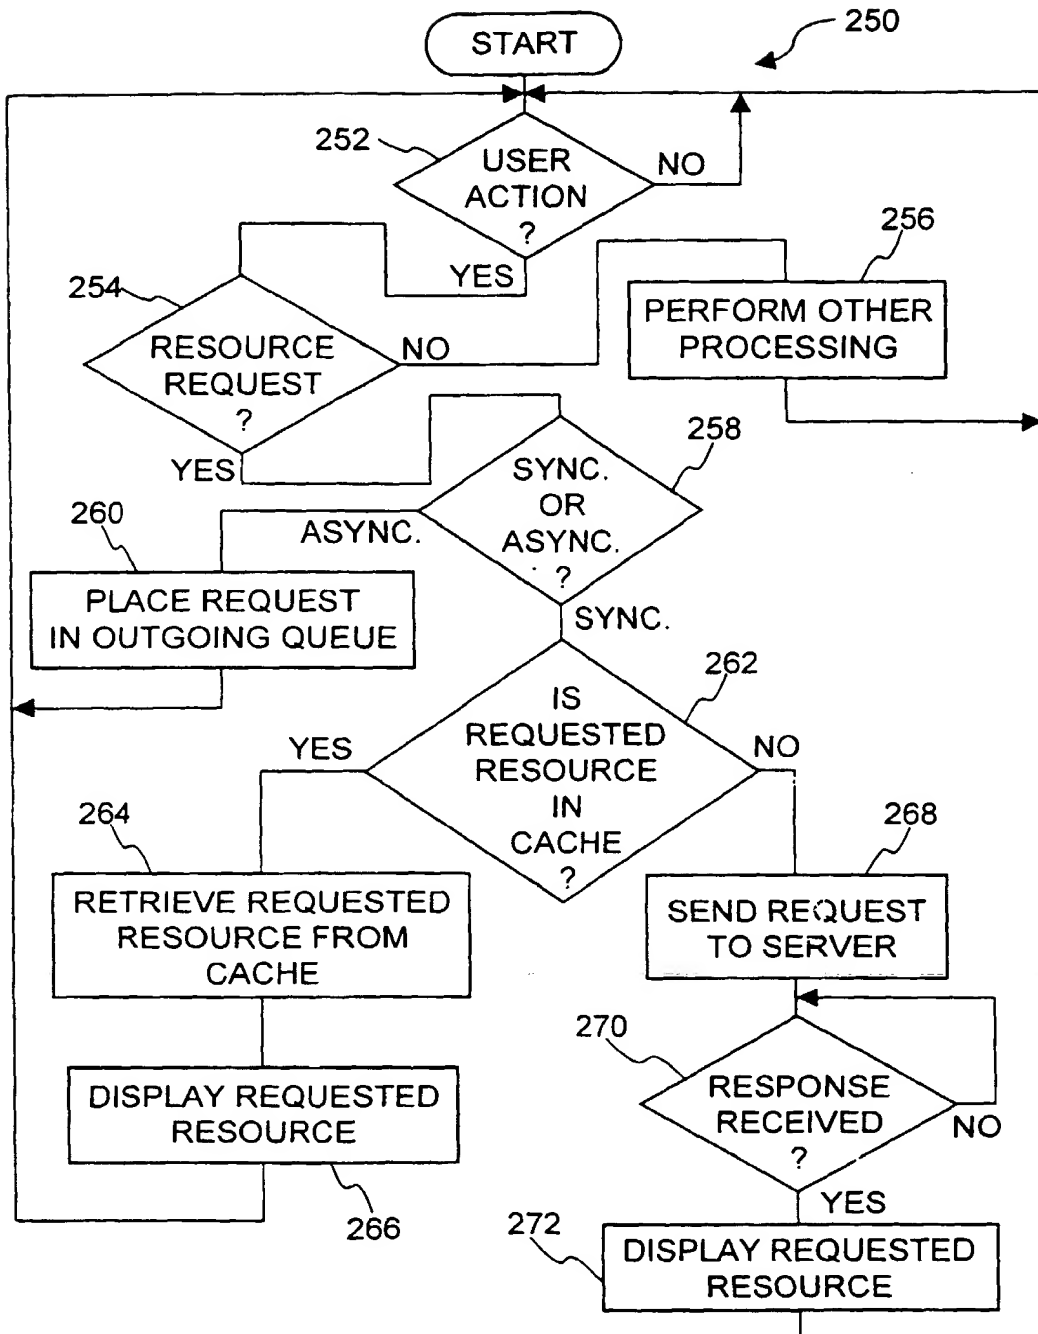 START
250
252
USER
ACTION
?
NO
YES
254
RESOURCE
REQUEST
?
NO
YES
256
PERFORM OTHER
PROCESSING
258
SYNC.
OR
ASYNC.
?
ASYNC.
SYNC.
260
PLACE REQUEST
IN OUTGOING QUEUE
262
IS
REQUESTED
RESOURCE
IN
CACHE
?
YES
NO
264
RETRIEVE REQUESTED
RESOURCE FROM
CACHE
268
SEND REQUEST
TO SERVER
DISPLAY REQUESTED
RESOURCE
266
270
RESPONSE
RECEIVED
?
NO
YES
272
DISPLAY REQUESTED
RESOURCE